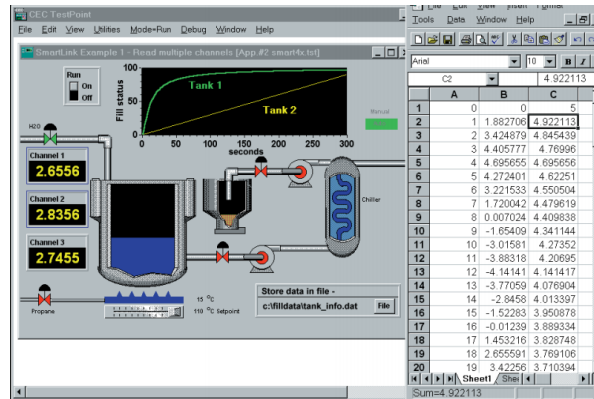 CEC TestPoint
File Edit View Utilities Mode=Run Debug Window Help
SmartLink Example 1 - Read multiple channels [App.#2 smart4x.tst]
Run
On
Off
Fill status
100
50
0
Tank 1
Tank 2
0 50 100 150 200 250 300
seconds
Manual
H2O
Channel 1
2.6556
Channel 2
2.8356
Channel 3
2.7455
Chiller
Propane
15 °C
110 °C Setpoint
Store data in file -
c:\filldata\tank_info.dat File
File Edit View Insert Format
Tools Data Window Help
Arial 10 B I
C2 4.922113
A B C
1 0 0 5
2 1 1.882706 4.922113
3 2 3.424879 4.845439
4 3 4.405777 4.76996
5 4 4.695655 4.695656
6 5 4.272401 4.62251
7 6 3.221533 4.550504
8 7 1.720042 4.479619
9 8 0.007024 4.409838
10 9 -1.65409 4.341144
11 10 -3.01581 4.27352
12 11 -3.88318 4.20695
13 12 -4.14141 4.141417
14 13 -3.77059 4.076904
15 14 -2.8458 4.013397
16 15 -1.52283 3.950878
17 16 -0.01239 3.889334
18 17 1.453216 3.828748
19 18 2.655591 3.769106
20 19 3.42256 3.710394
Sheet1 Shei
Sum=4.922113